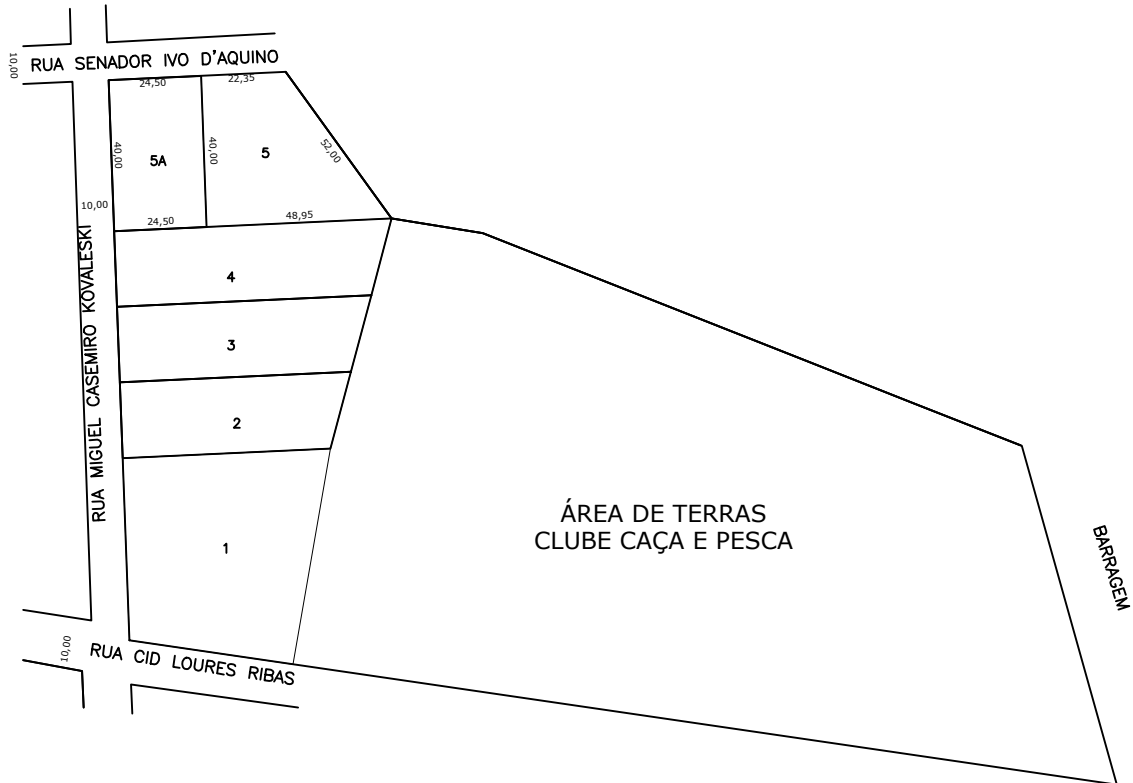 10,00
RUA SENADOR IVO D'AQUINO
24,50
22,35
40,00
5A
40,00
5
52,00
10,00
24,50
48,95
RUA MIGUEL CASEMIRO KOVALESKI
4
3
2
1
ÁREA DE TERRAS
CLUBE CAÇA E PESCA
BARRAGEM
10,00
RUA CID LOURES RIBAS